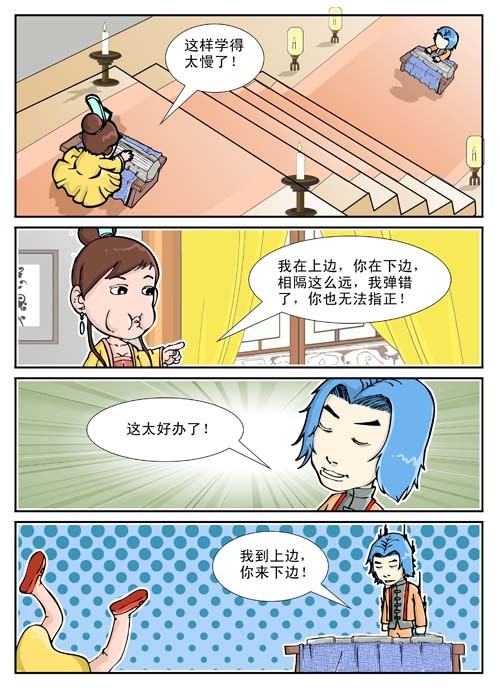 这样学得
太慢了！
我在上边，你在下边，
相隔这么远，我弹错
了，你也无法指正！
这太好办了！
我到上边，
你来下边！